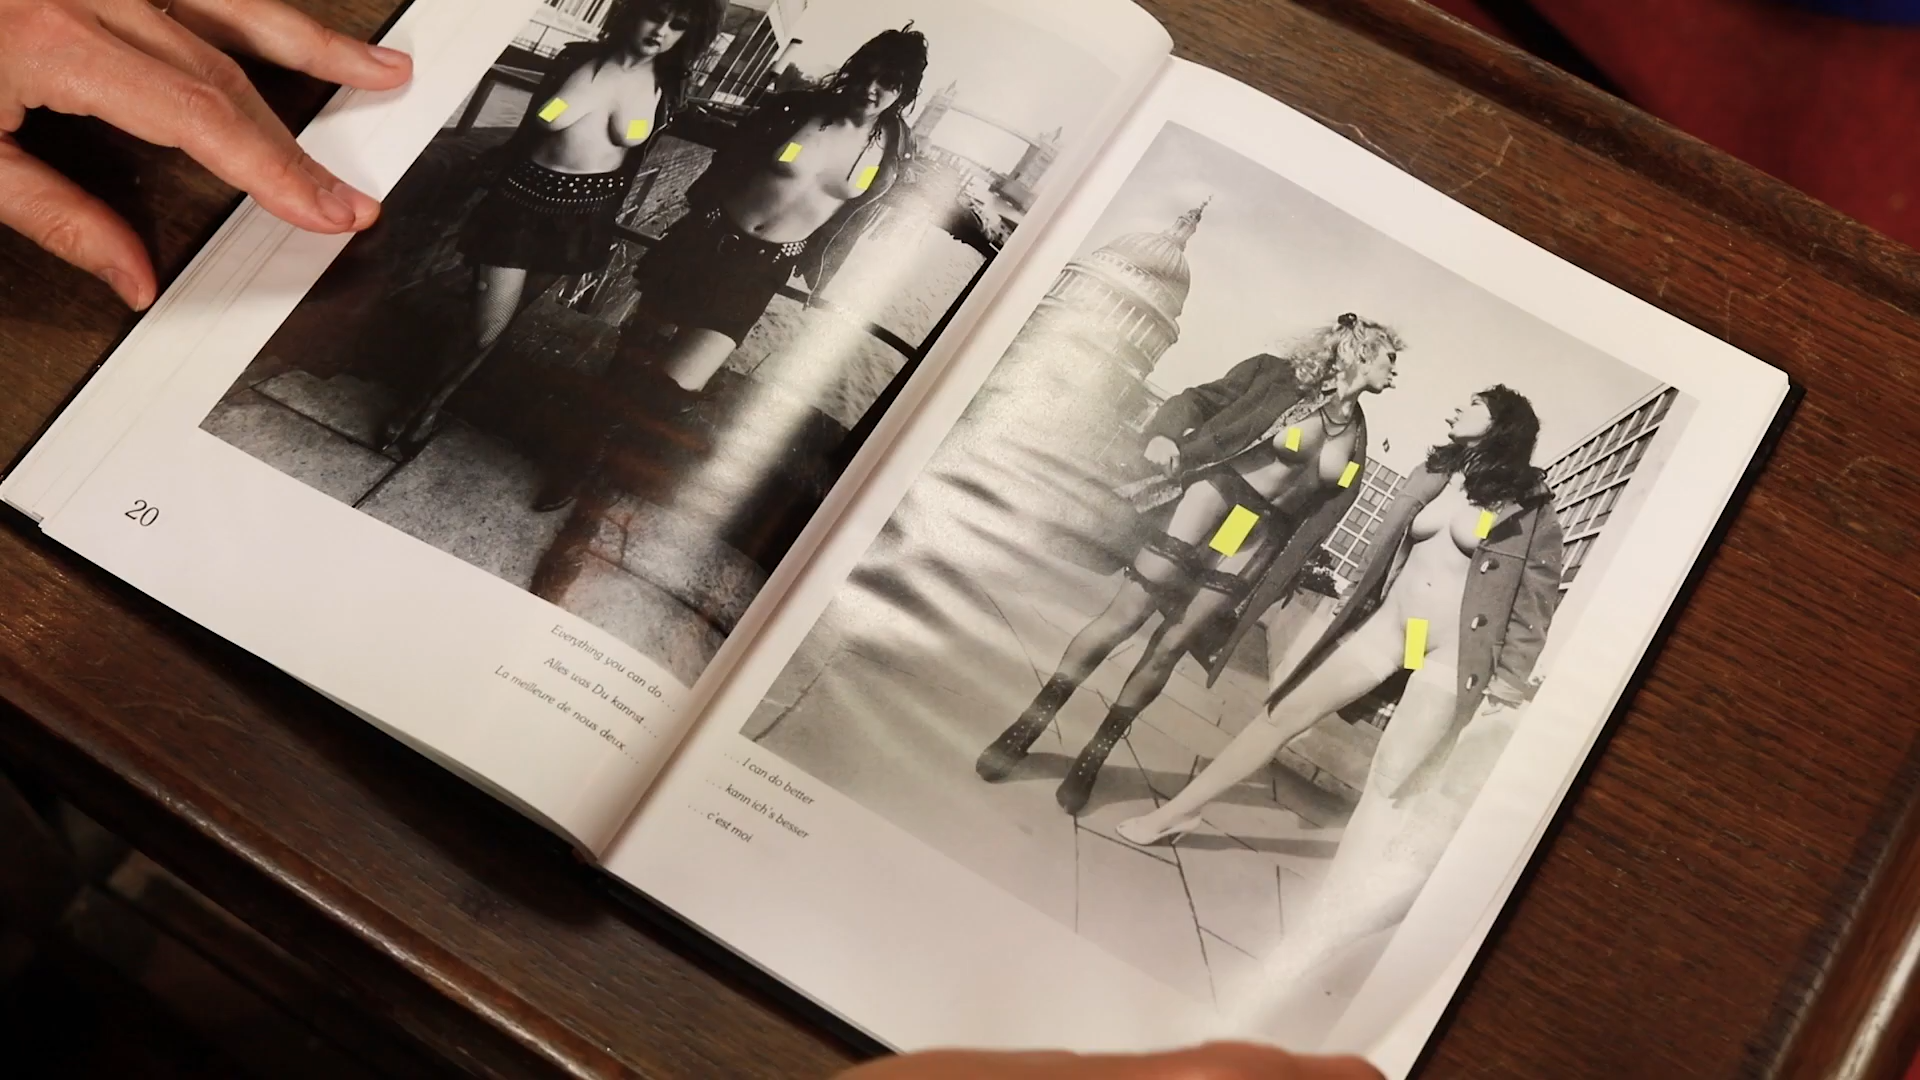 20
Everything you can do . . .
Alles was Du kannst . . .
La meilleure de nous deux . . .
. . . I can do better
. . . kann ich's besser
. . . c'est moi